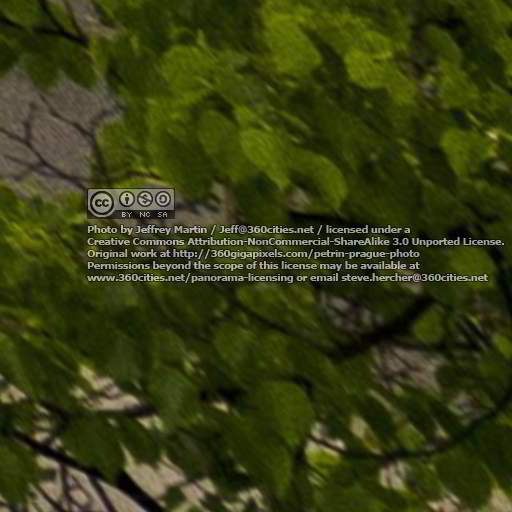 cc BY NC SA
Photo by Jeffrey Martin / Jeff@360cities.net / licensed under a
Creative Commons Attribution-NonCommercial-ShareAlike 3.0 Unported License.
Original work at http://360gigapixels.com/petrin-prague-photo
Permissions beyond the scope of this license may be available at
www.360cities.net/panorama-licensing or email steve.hercher@360cities.net